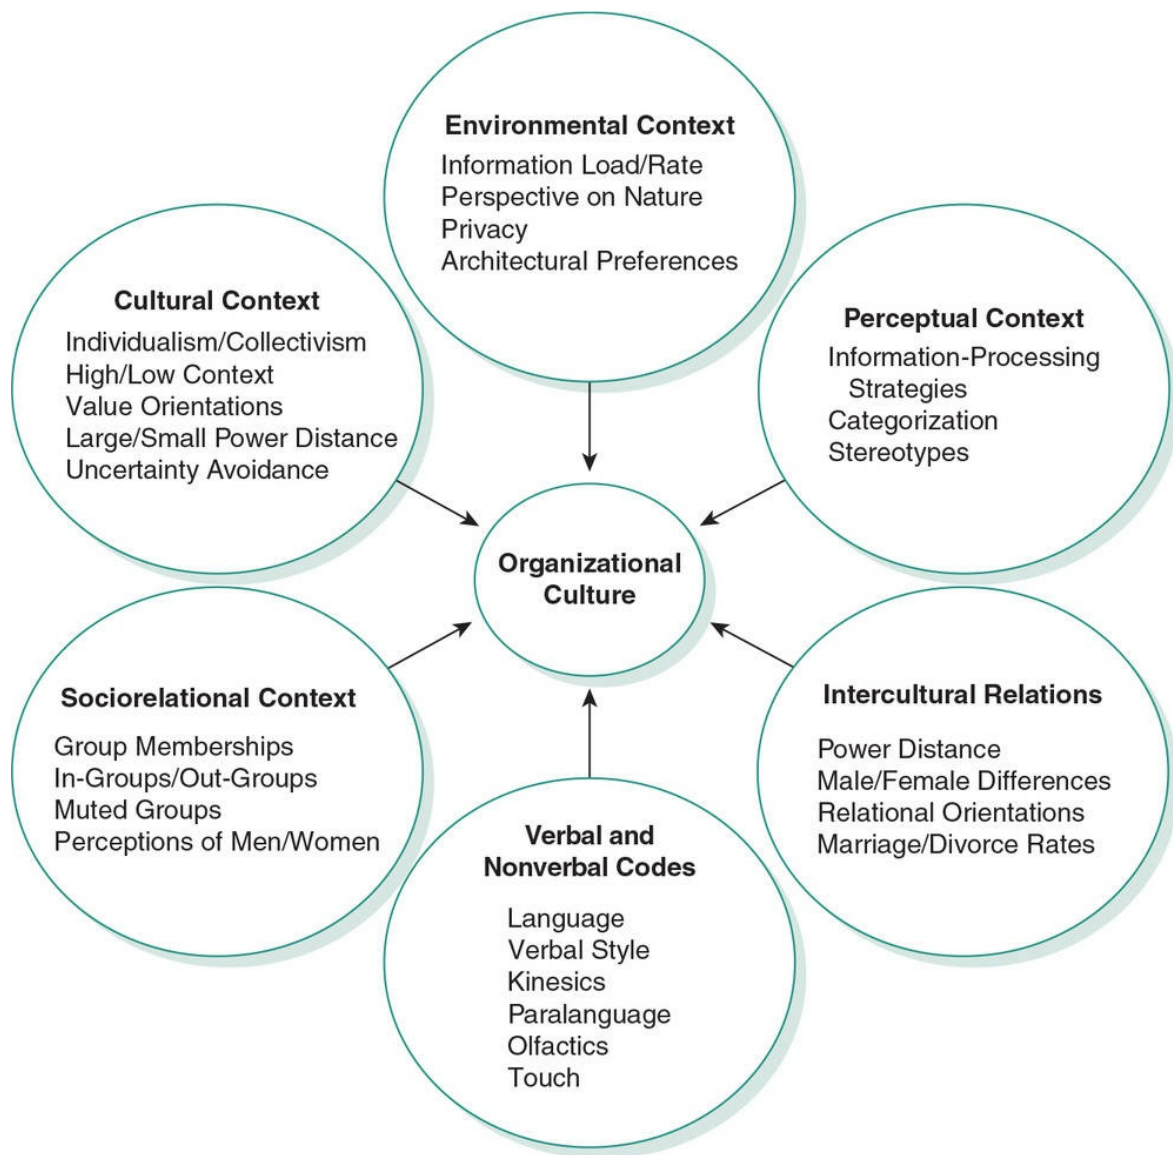 Environmental Context
Information Load/Rate
Perspective on Nature
Privacy
Architectural Preferences
Cultural Context
Individualism/Collectivism
High/Low Context
Value Orientations
Large/Small Power Distance
Uncertainty Avoidance
Perceptual Context
Information-Processing
Strategies
Categorization
Stereotypes
Organizational
Culture
Sociorelational Context
Group Memberships
In-Groups/Out-Groups
Muted Groups
Perceptions of Men/Women
Intercultural Relations
Power Distance
Male/Female Differences
Relational Orientations
Marriage/Divorce Rates
Verbal and
Nonverbal Codes
Language
Verbal Style
Kinesics
Paralanguage
Olfactics
Touch